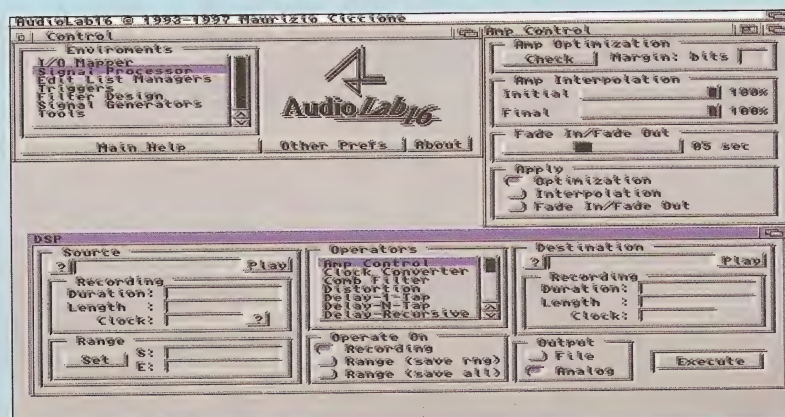 AudioLab16 © 1993-1997 Maurizio Ciccione
Control
Enviroments
I/O Mapper
Signal Processor
Edit List Managers
Triggers
Filter Design
Signal Generators
Tools
Audio Lab 16
Main Help
Other Prefs
About
Amp Control
Amp Optimization
Check
Margin: bits
Amp Interpolation
Initial
100%
Final
100%
Fade In/Fade Out
05 sec
Apply
Optimization
Interpolation
Fade In/Fade Out
DSP
Source
?
Play
Recording
Duration:
Length :
Clock:
?
Range
Set
S:
E:
Operators
Amp Control
Clock Converter
Comb Filter
Distortion
Delay-1-Tap
Delay-N-Tap
Delay-Recursive
Operate On
Recording
Range (save rng)
Range (save all)
Destination
?
Play
Recording
Duration:
Length :
Clock:
Output
File
Analog
Execute